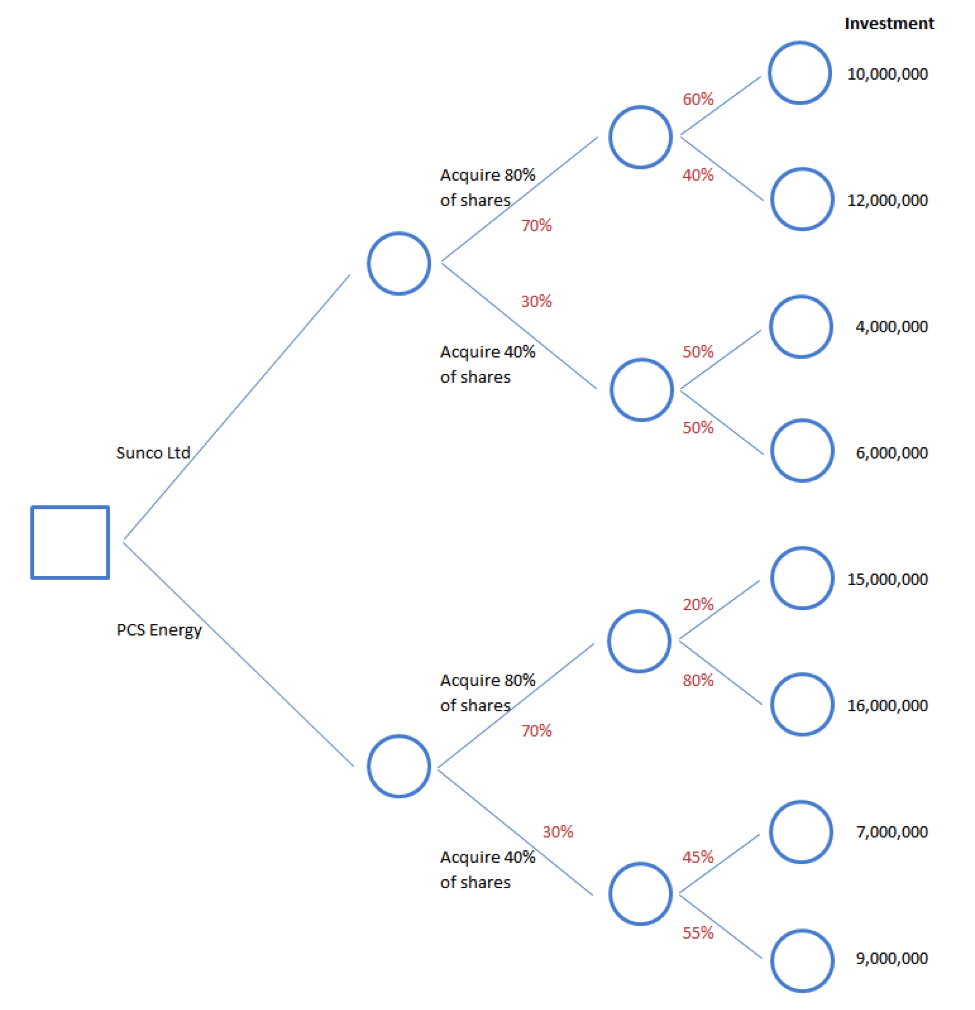 Investment
10,000,000
60%
Acquire 80%
of shares
40%
12,000,000
70%
30%
4,000,000
Acquire 40%
of shares
50%
50%
Sunco Ltd
6,000,000
15,000,000
20%
PCS Energy
Acquire 80%
of shares
80%
16,000,000
70%
30%
7,000,000
Acquire 40%
of shares
45%
55%
9,000,000